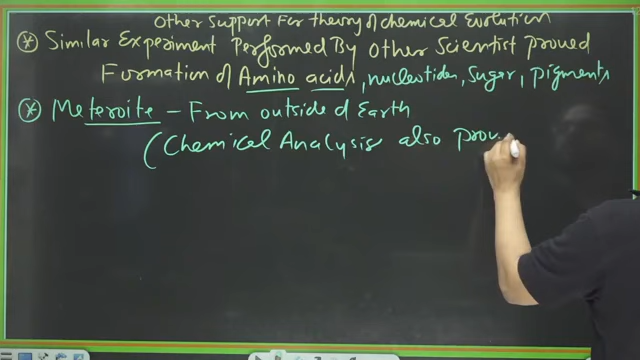 Other Support For theory of Chemical Evolution
* Similar Experiment Performed By Other Scientist Proved
Formation of Amino acids, nucleotides, Sugar, pigments
* Meteroite - From outside of Earth
(Chemical Analysis also prov